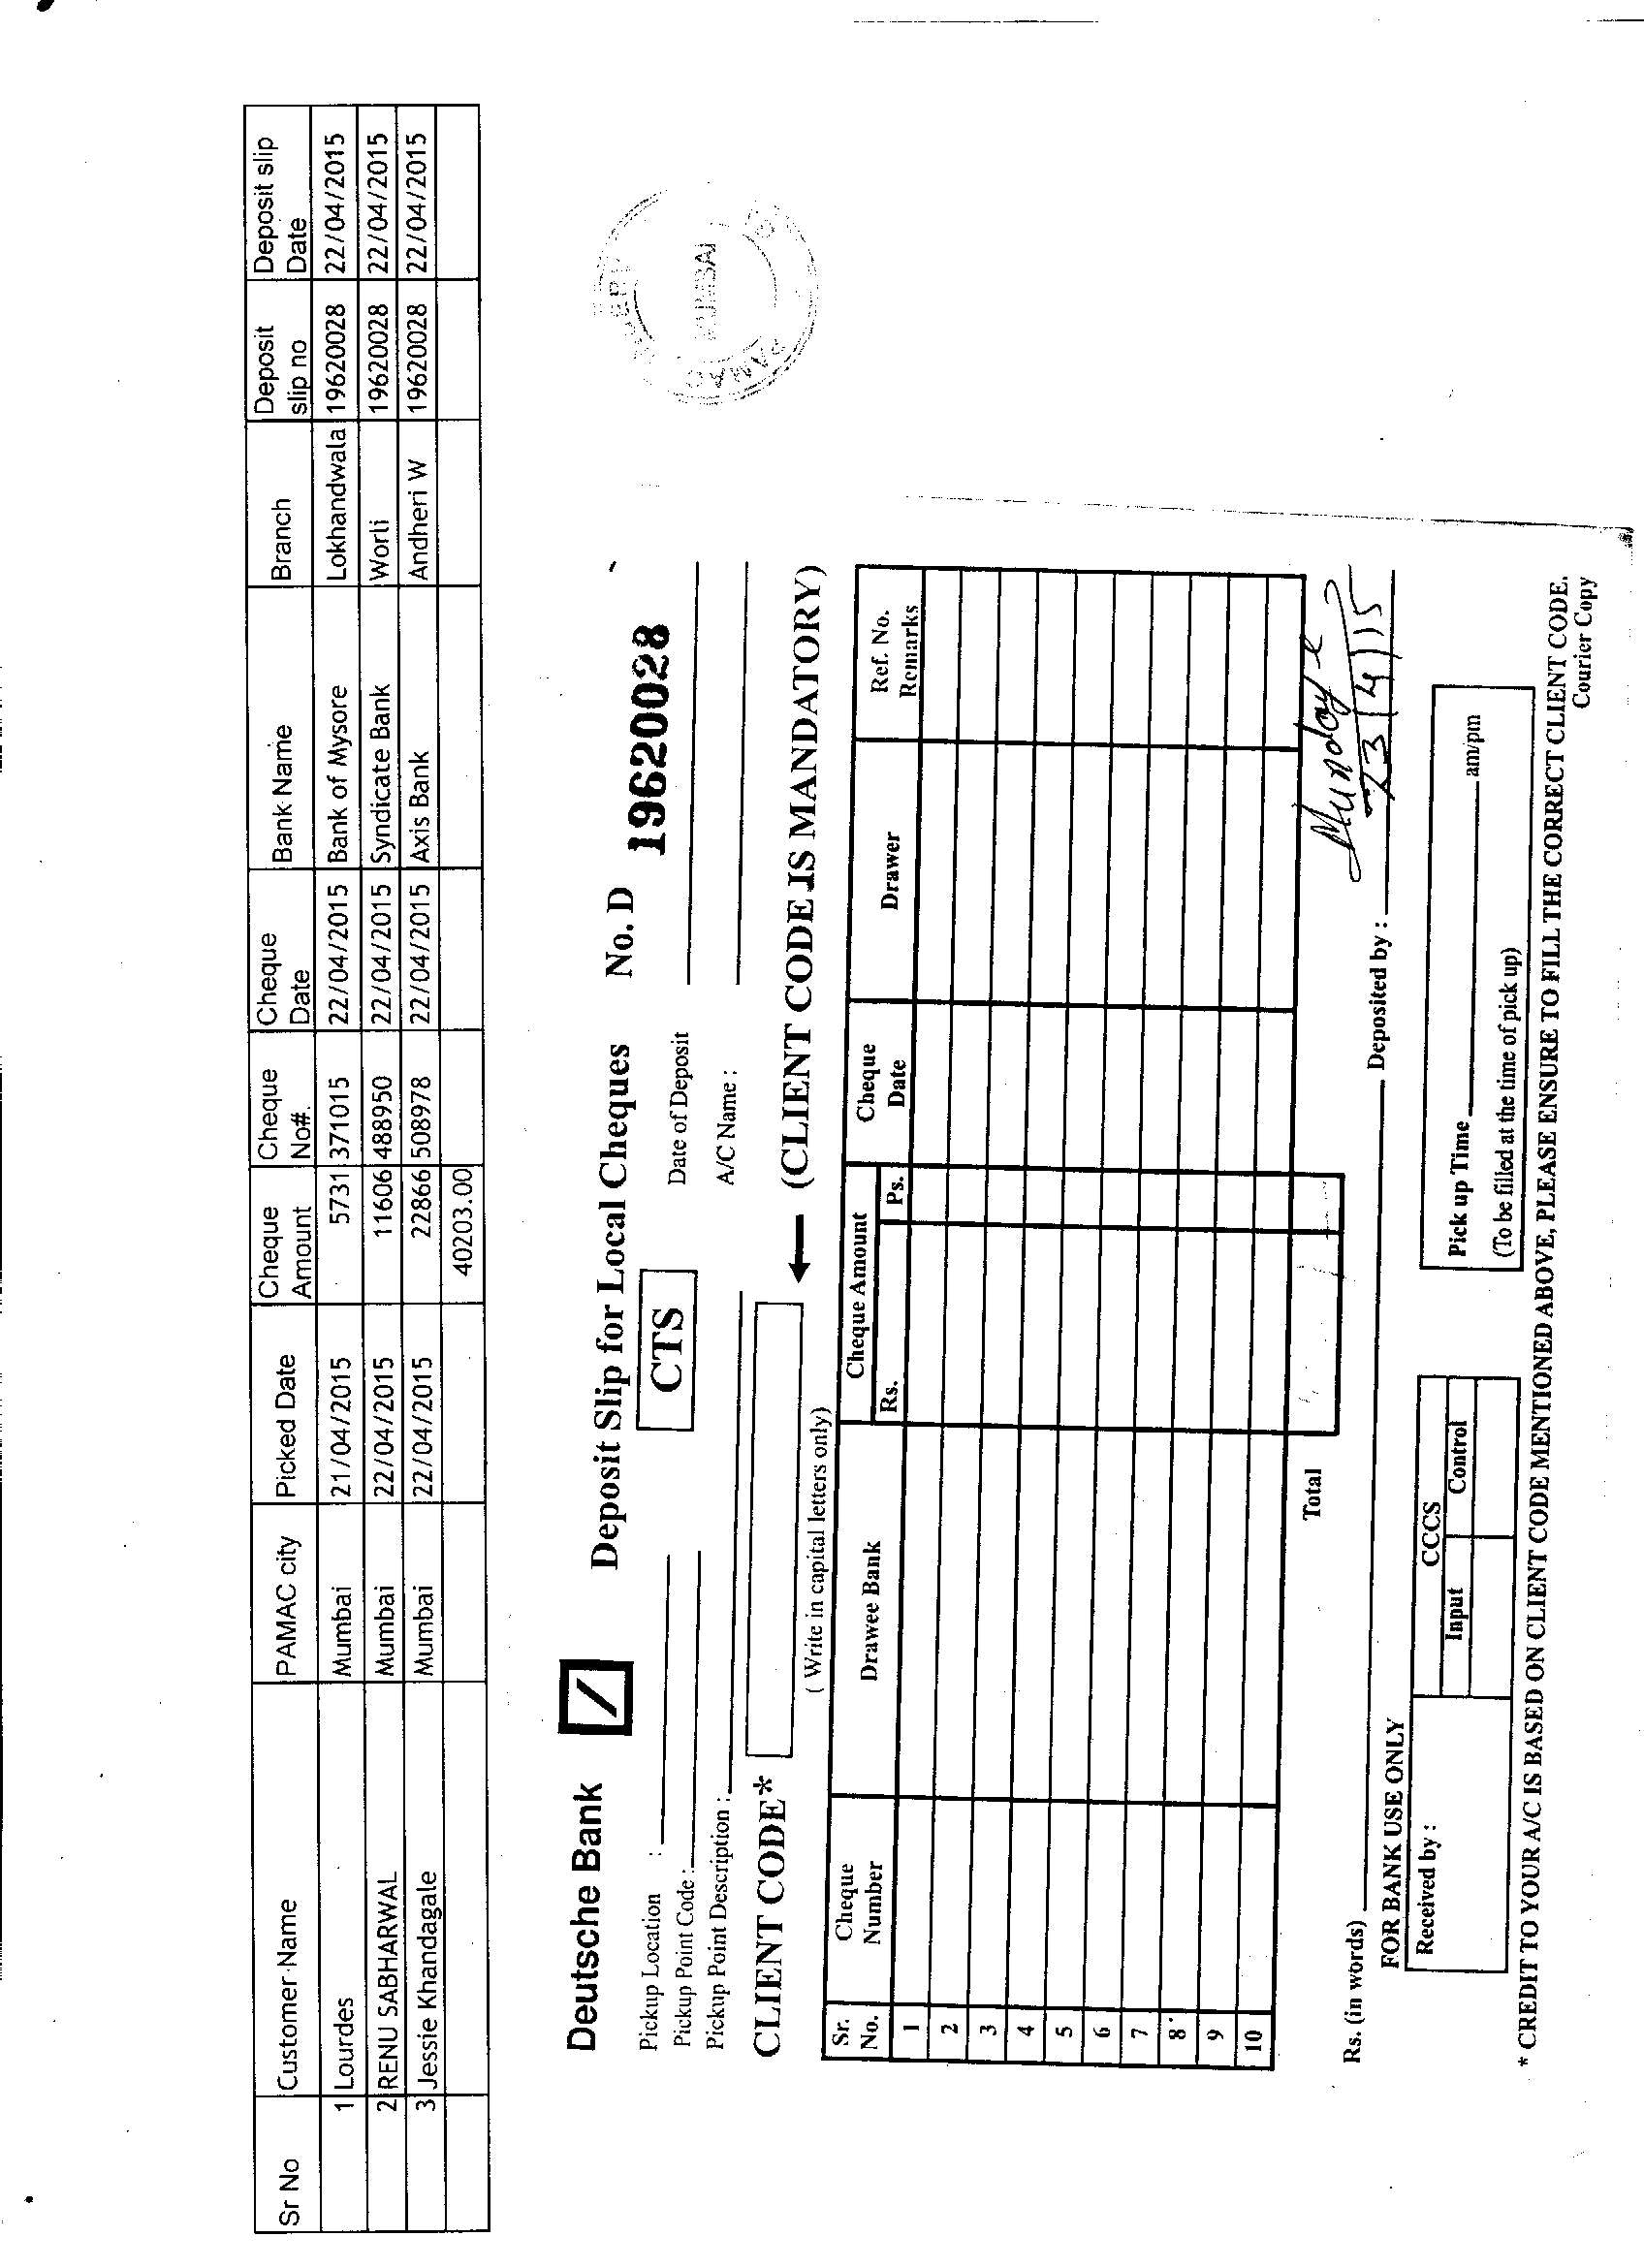 Sr No Customer Name PAMAC city Picked Date Cheque Amount Cheque No#. Cheque Date Bank Name Branch Deposit slip no Deposit slip Date
1 Lourdes Mumbai 21/04/2015 5731 371015 22/04/2015 Bank of Mysore Lokhandwala 19620028 22/04/2015
2 RENU SABHARWAL Mumbai 22/04/2015 11606 488950 22/04/2015 Syndicate Bank Worli 19620028 22/04/2015
3 Jessie Khandagale Mumbai 22/04/2015 22866 508978 22/04/2015 Axis Bank Andheri W 19620028 22/04/2015
40203.00
PAMAC MUMBAI
Deutsche Bank Deposit Slip for Local Cheques No. D 19620028
CTS
Pickup Location : Date of Deposit
Pickup Point Code :
Pickup Point Description : A/C Name :
CLIENT CODE* (CLIENT CODE IS MANDATORY)
( Write in capital letters only)
Sr. No. Cheque Number Drawee Bank Cheque Amount Rs. Ps. Cheque Date Drawer Ref. No. Remarks
1
2
3
4
5
6
7
8
9
10
Total
23/4/15
Rs. (in words) Deposited by :
FOR BANK USE ONLY
Received by : CCCS
Input Control
Pick up Time am/pm
(To be filled at the time of pick up)
* CREDIT TO YOUR A/C IS BASED ON CLIENT CODE MENTIONED ABOVE, PLEASE ENSURE TO FILL THE CORRECT CLIENT CODE.
Courier Copy